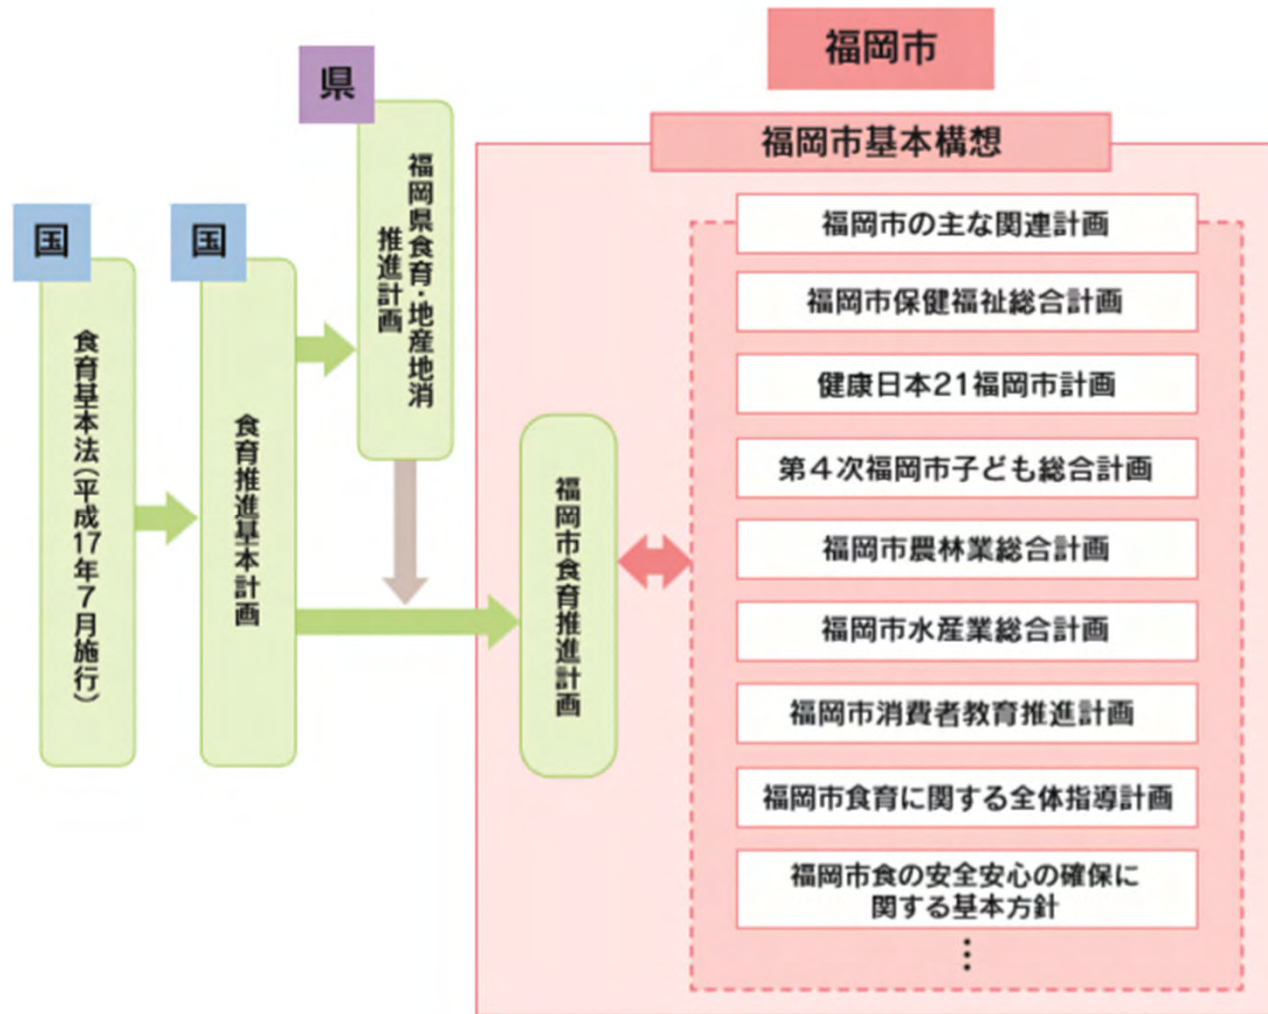 福岡市
県
福岡市基本構想
福岡県食育・地産地消
推進計画
国
国
食育基本法（平成17年７月施行）
食育推進基本計画
福岡市食育推進計画
福岡市の主な関連計画
福岡市保健福祉総合計画
健康日本21福岡市計画
第４次福岡市子ども総合計画
福岡市農林業総合計画
福岡市水産業総合計画
福岡市消費者教育推進計画
福岡市食育に関する全体指導計画
福岡市食の安全安心の確保に
関する基本方針
⋮